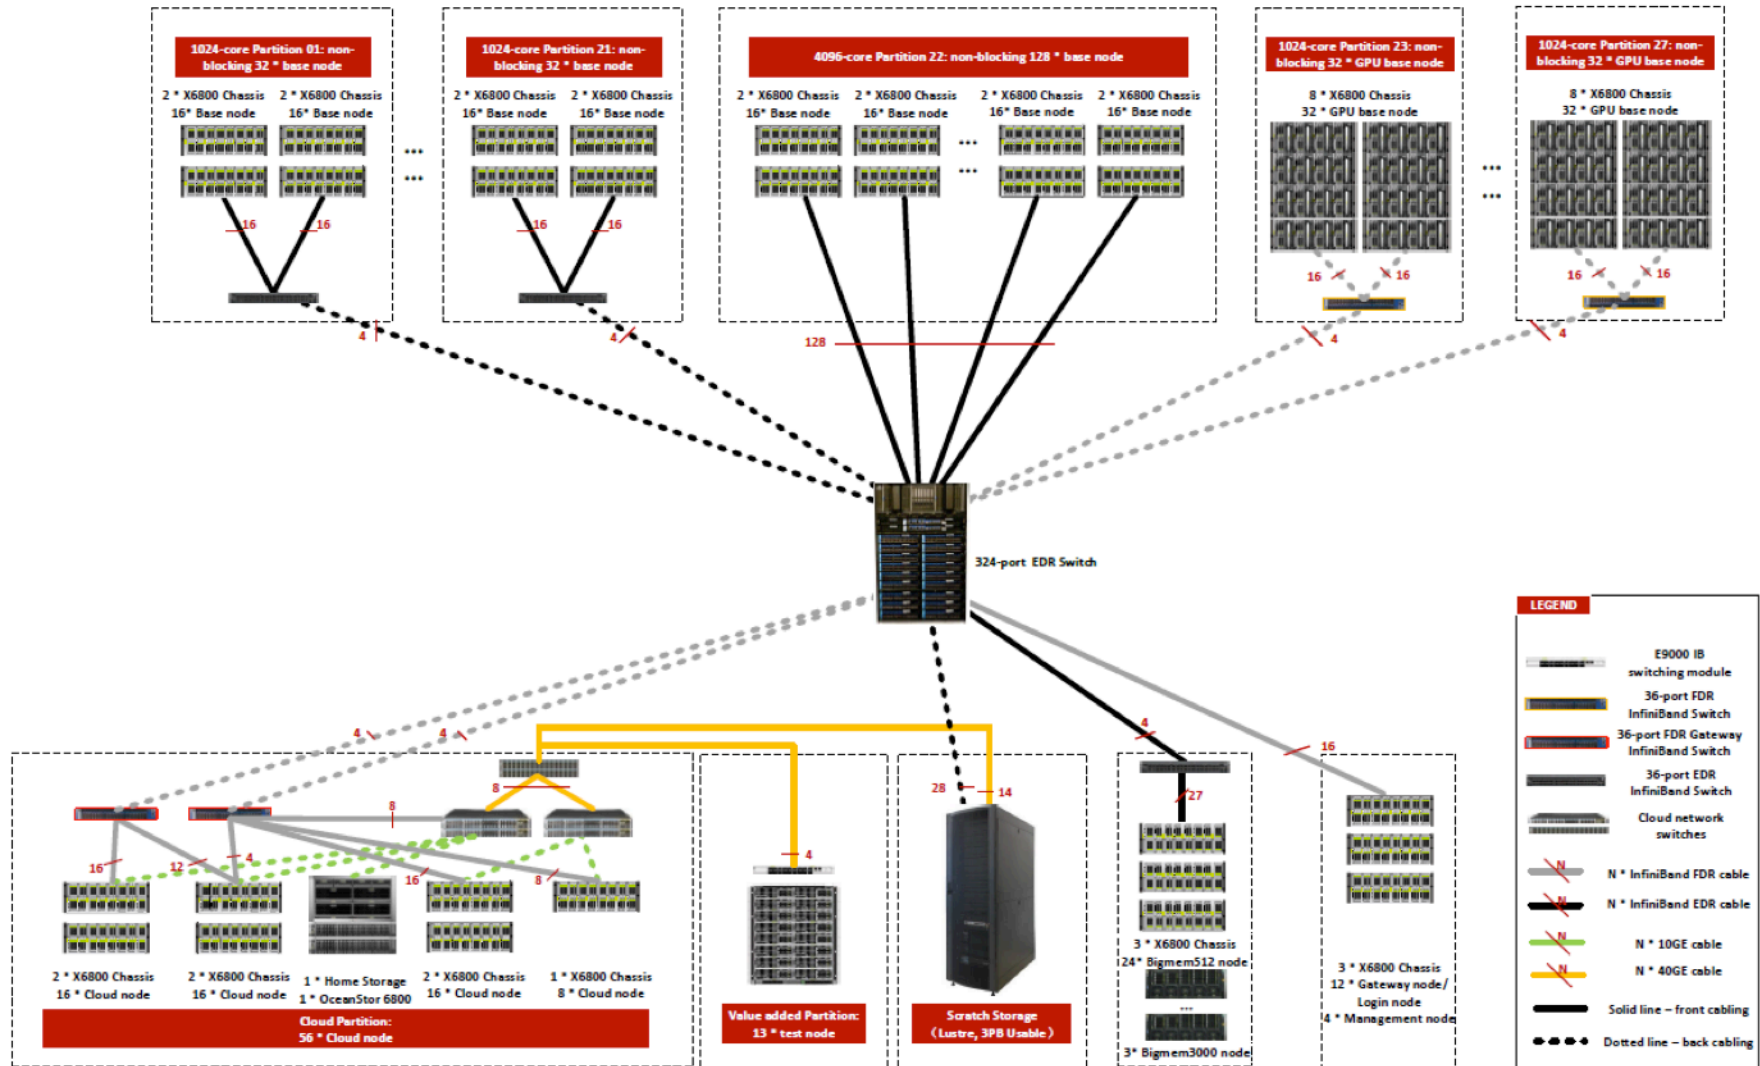 1024-core Partition 01: non-
blocking 32 * base node
1024-core Partition 21: non-
blocking 32 * base node
4096-core Partition 22: non-blocking 128 * base node
1024-core Partition 23: non-
blocking 32 * GPU base node
1024-core Partition 27: non-
blocking 32 * GPU base node
2 * X6800 Chassis
16* Base node
2 * X6800 Chassis
16* Base node
...
...
2 * X6800 Chassis
16* Base node
2 * X6800 Chassis
16* Base node
2 * X6800 Chassis
16* Base node
2 * X6800 Chassis
16* Base node
...
...
2 * X6800 Chassis
16* Base node
2 * X6800 Chassis
16* Base node
8 * X6800 Chassis
32 * GPU base node
...
...
8 * X6800 Chassis
32 * GPU base node
16
16
16
16
16
16
16
16
4
4
128
4
4
324-port EDR Switch
4
4
4
16
8
28
14
27
8
16
12
4
16
8
4
2 * X6800 Chassis
16 * Cloud node
2 * X6800 Chassis
16 * Cloud node
1 * Home Storage
1 * OceanStor 6800
2 * X6800 Chassis
16 * Cloud node
1 * X6800 Chassis
8 * Cloud node
Cloud Partition:
56 * Cloud node
Value added Partition:
13 * test node
Scratch Storage
(Lustre, 3PB Usable)
3 * X6800 Chassis
24* Bigmem512 node
...
3* Bigmem3000 node
3 * X6800 Chassis
12 * Gateway node/
Login node
4 * Management node
LEGEND
E9000 IB
switching module
36-port FDR
InfiniBand Switch
36-port FDR Gateway
InfiniBand Switch
36-port EDR
InfiniBand Switch
Cloud network
switches
N
N * InfiniBand FDR cable
N
N * InfiniBand EDR cable
N
N * 10GE cable
N
N * 40GE cable
Solid line – front cabling
Dotted line – back cabling